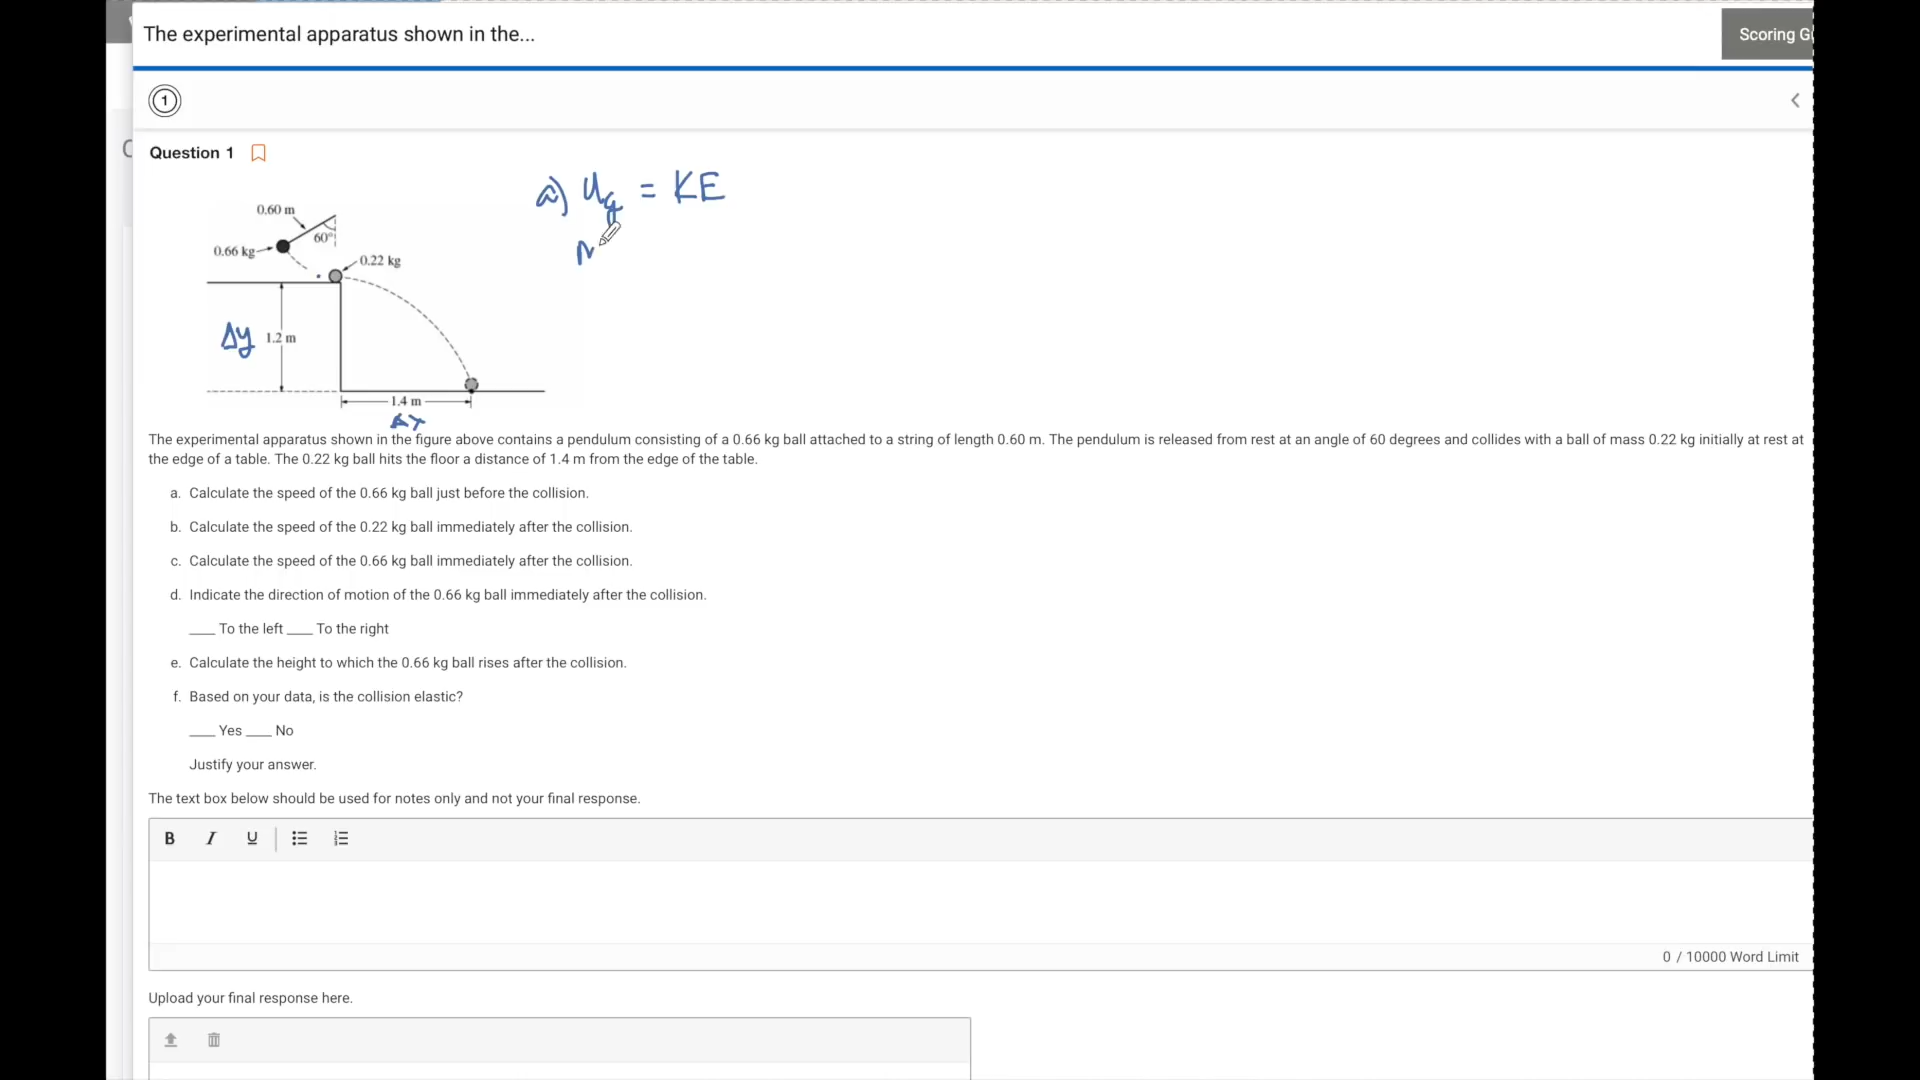 The experimental apparatus shown in the...
Scoring G
1
Question 1
a) Ug = KE
m
0.60 m
60°
0.66 kg
0.22 kg
Δy
1.2 m
1.4 m
Δx
The experimental apparatus shown in the figure above contains a pendulum consisting of a 0.66 kg ball attached to a string of length 0.60 m. The pendulum is released from rest at an angle of 60 degrees and collides with a ball of mass 0.22 kg initially at rest at
the edge of a table. The 0.22 kg ball hits the floor a distance of 1.4 m from the edge of the table.
a. Calculate the speed of the 0.66 kg ball just before the collision.
b. Calculate the speed of the 0.22 kg ball immediately after the collision.
c. Calculate the speed of the 0.66 kg ball immediately after the collision.
d. Indicate the direction of motion of the 0.66 kg ball immediately after the collision.
____ To the left ____ To the right
e. Calculate the height to which the 0.66 kg ball rises after the collision.
f. Based on your data, is the collision elastic?
____ Yes ____ No
Justify your answer.
The text box below should be used for notes only and not your final response.
B I U
0 / 10000 Word Limit
Upload your final response here.